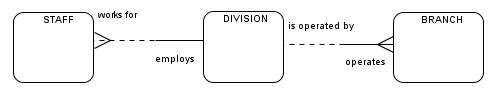 works for
STAFF
employs
DIVISION
is operated by
operates
BRANCH